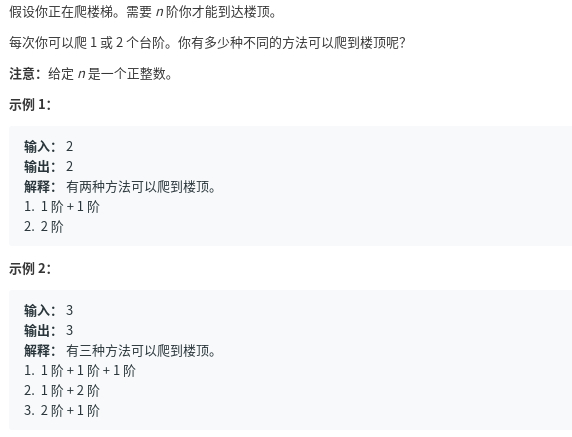 假设你正在爬楼梯。需要 n 阶你才能到达楼顶。
每次你可以爬 1 或 2 个台阶。你有多少种不同的方法可以爬到楼顶呢？
注意：给定 n 是一个正整数。
示例 1：
输入： 2
输出： 2
解释： 有两种方法可以爬到楼顶。
1. 1 阶 + 1 阶
2. 2 阶
示例 2：
输入： 3
输出： 3
解释： 有三种方法可以爬到楼顶。
1. 1 阶 + 1 阶 + 1 阶
2. 1 阶 + 2 阶
3. 2 阶 + 1 阶